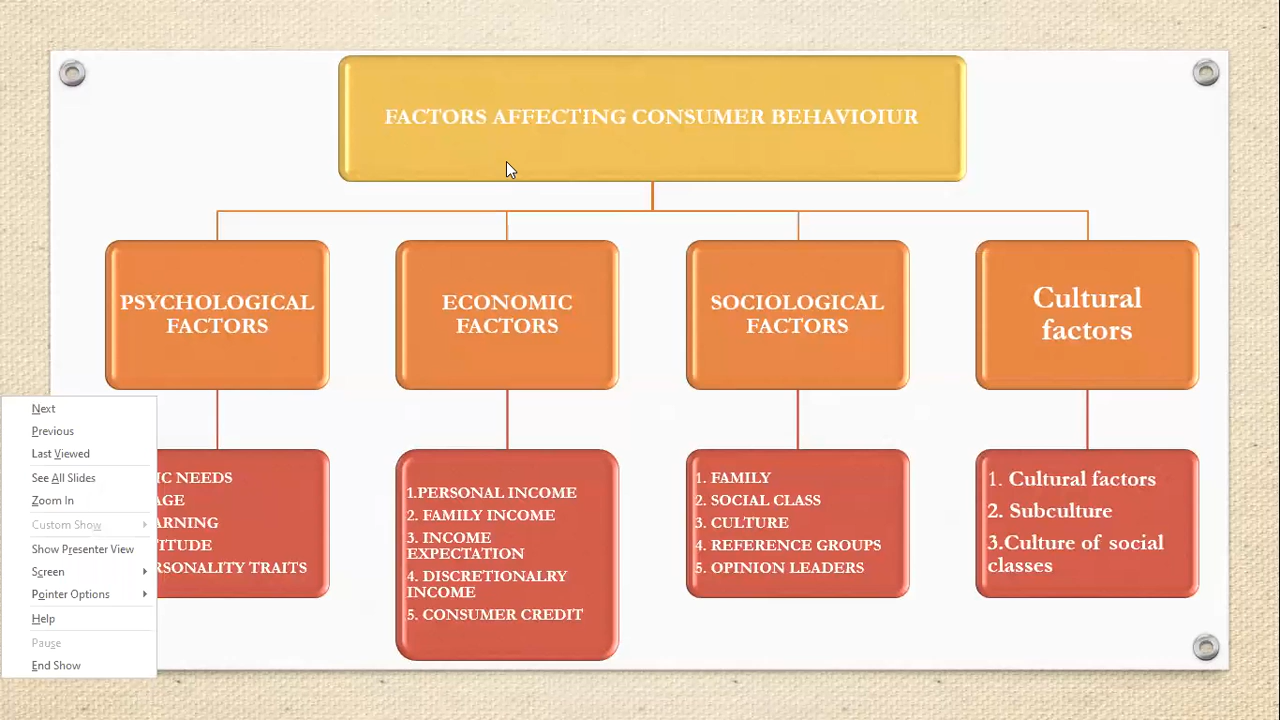 FACTORS AFFECTING CONSUMER BEHAVIOIUR
PSYCHOLOGICAL
FACTORS
ECONOMIC
FACTORS
SOCIOLOGICAL
FACTORS
Cultural
factors
NEEDS
TRAITS
1.PERSONAL INCOME
2. FAMILY INCOME
3. INCOME
EXPECTATION
4. DISCRETIONALRY
INCOME
5. CONSUMER CREDIT
1. FAMILY
2. SOCIAL CLASS
3. CULTURE
4. REFERENCE GROUPS
5. OPINION LEADERS
1. Cultural factors
2. Subculture
3.Culture of social
classes
Next
Previous
Last Viewed
See All Slides
Zoom In
Custom Show
Show Presenter View
Screen
Pointer Options
Help
Pause
End Show